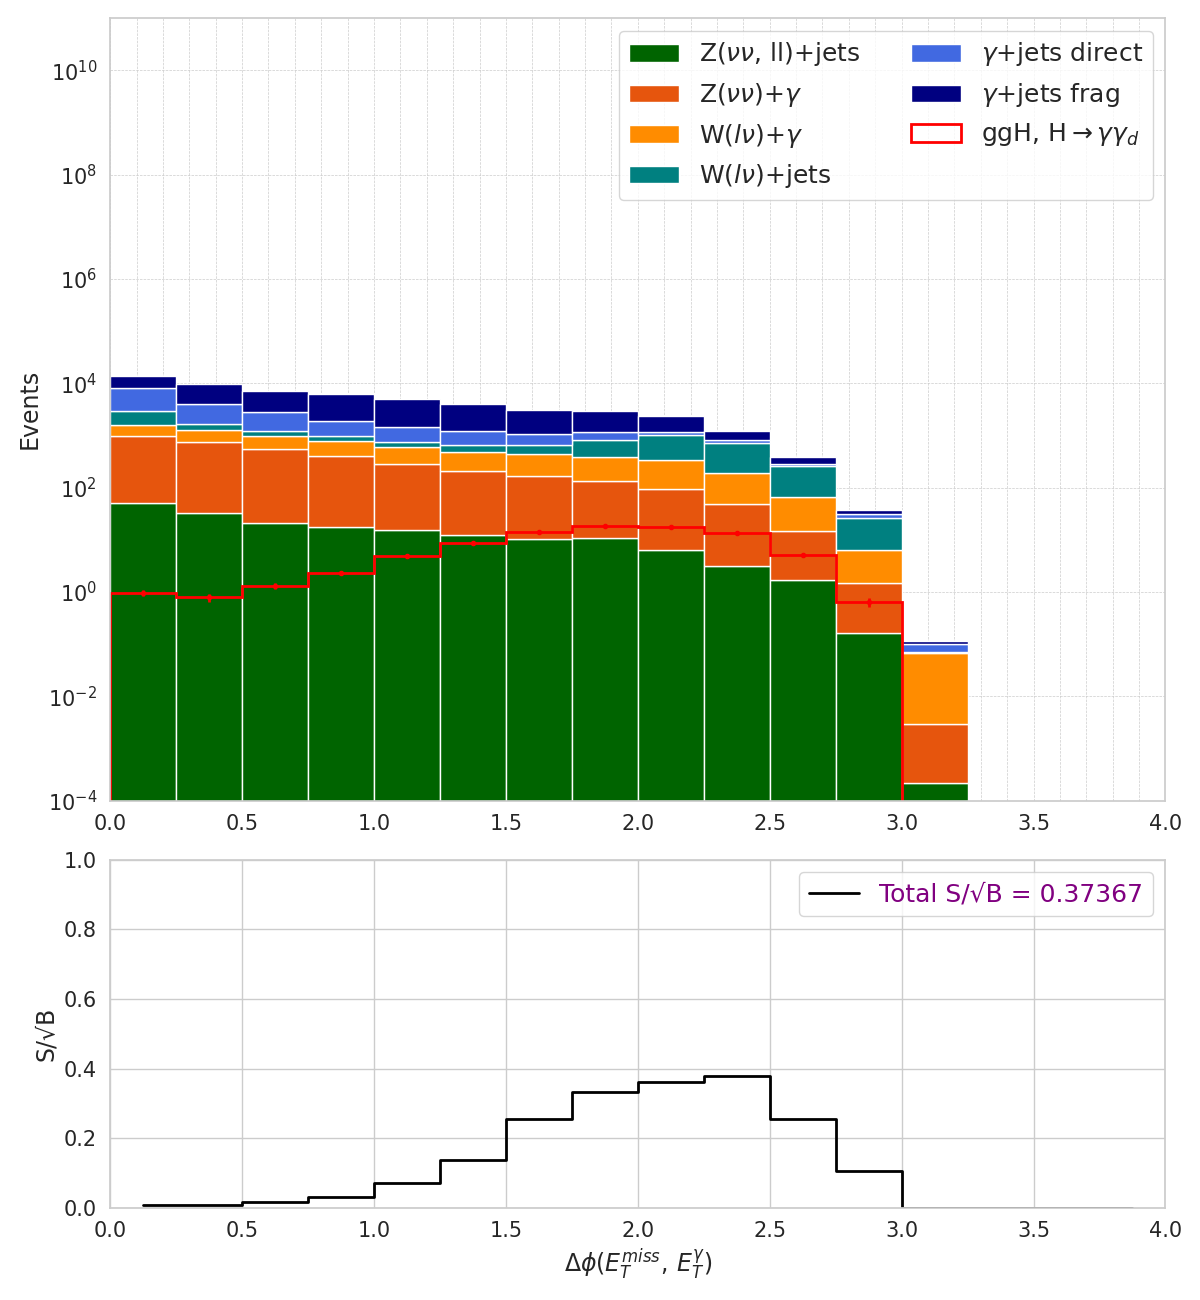 Events
10^10
10^8
10^6
10^4
10^2
10^0
10^−2
10^−4
Z(νν, ll)+jets
Z(νν)+γ
W(lν)+γ
W(lν)+jets
γ+jets direct
γ+jets frag
ggH, H→γγ_d
0.0 0.5 1.0 1.5 2.0 2.5 3.0 3.5 4.0
S/√B
1.0
0.8
0.6
0.4
0.2
0.0
Total S/√B = 0.37367
0.0 0.5 1.0 1.5 2.0 2.5 3.0 3.5 4.0
Δϕ(E_T^miss, E_T^γ)